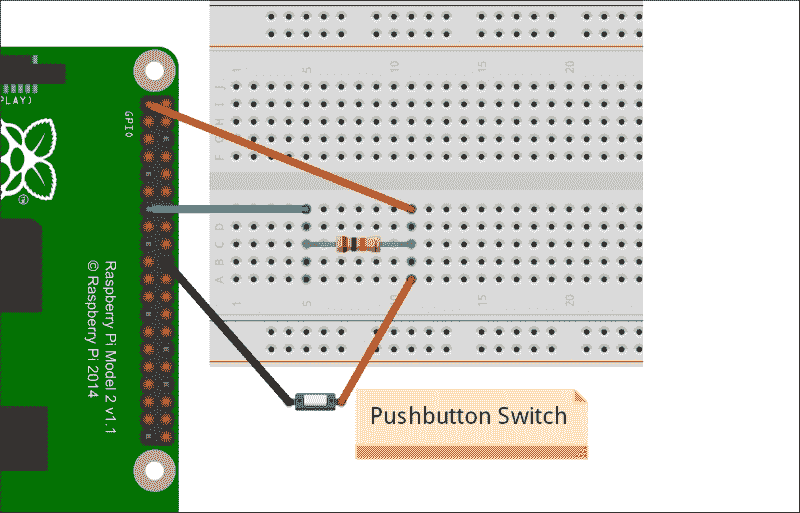 PLAY)
GPIO
Raspberry Pi Model 2 v1.1
© Raspberry Pi 2014
1 5 10 15 20
J
I
H
G
F
D
C
B
A
1 5 15 20
Pushbutton Switch